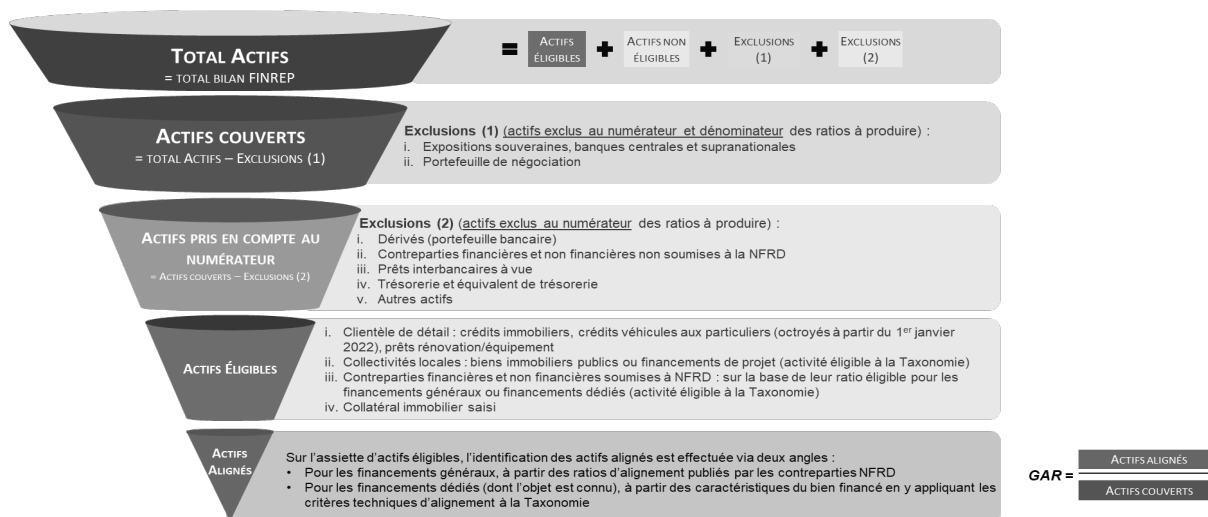 TOTAL ACTIFS
= TOTAL BILAN FINREP
= ACTIFS ÉLIGIBLES + ACTIFS NON ÉLIGIBLES + EXCLUSIONS (1) + EXCLUSIONS (2)
ACTIFS COUVERTS
= TOTAL ACTIFS – EXCLUSIONS (1)
Exclusions (1) (actifs exclus au numérateur et dénominateur des ratios à produire) :
i. Expositions souveraines, banques centrales et supranationales
ii. Portefeuille de négociation
ACTIFS PRIS EN COMPTE AU
NUMÉRATEUR
= ACTIFS COUVERTS – EXCLUSIONS (2)
Exclusions (2) (actifs exclus au numérateur des ratios à produire) :
i. Dérivés (portefeuille bancaire)
ii. Contreparties financières et non financières non soumises à la NFRD
iii. Prêts interbancaires à vue
iv. Trésorerie et équivalent de trésorerie
v. Autres actifs
ACTIFS ÉLIGIBLES
i. Clientèle de détail : crédits immobiliers, crédits véhicules aux particuliers (octroyés à partir du 1er janvier
2022), prêts rénovation/équipement
ii. Collectivités locales : biens immobiliers publics ou financements de projet (activité éligible à la Taxonomie)
iii. Contreparties financières et non financières soumises à NFRD : sur la base de leur ratio éligible pour les
financements généraux ou financements dédiés (activité éligible à la Taxonomie)
iv. Collatéral immobilier saisi
ACTIFS
ALIGNÉS
Sur l'assiette d'actifs éligibles, l'identification des actifs alignés est effectuée via deux angles :
• Pour les financements généraux, à partir des ratios d'alignement publiés par les contreparties NFRD
• Pour les financements dédiés (dont l'objet est connu), à partir des caractéristiques du bien financé en y appliquant les
critères techniques d'alignement à la Taxonomie
GAR =
ACTIFS ALIGNÉS
ACTIFS COUVERTS